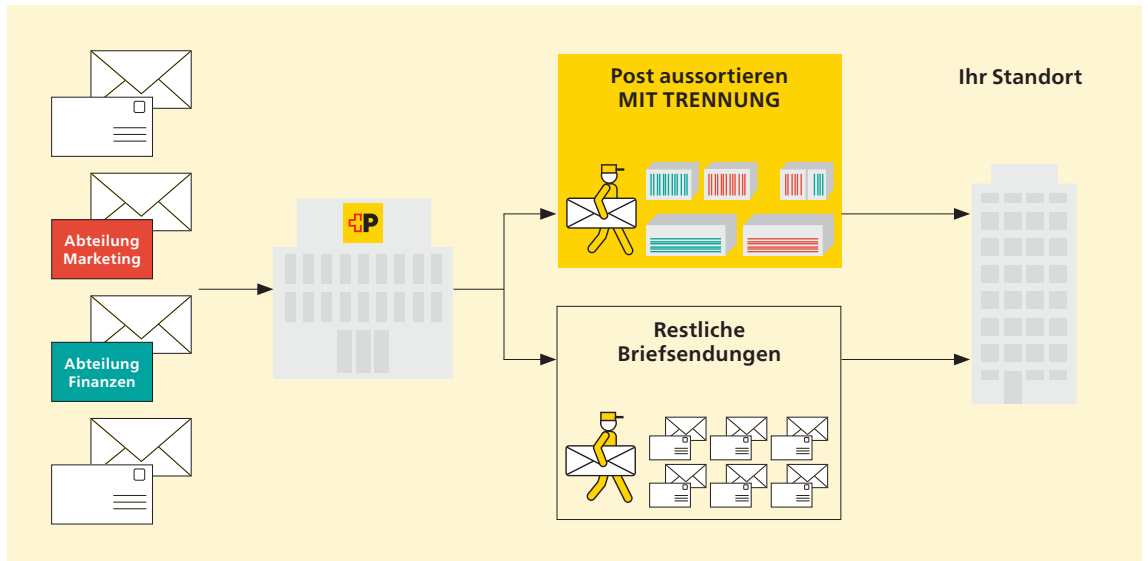 Post aussortieren
MIT TRENNUNG
Ihr Standort
Abteilung
Marketing
P
Abteilung
Finanzen
Restliche
Briefsendungen